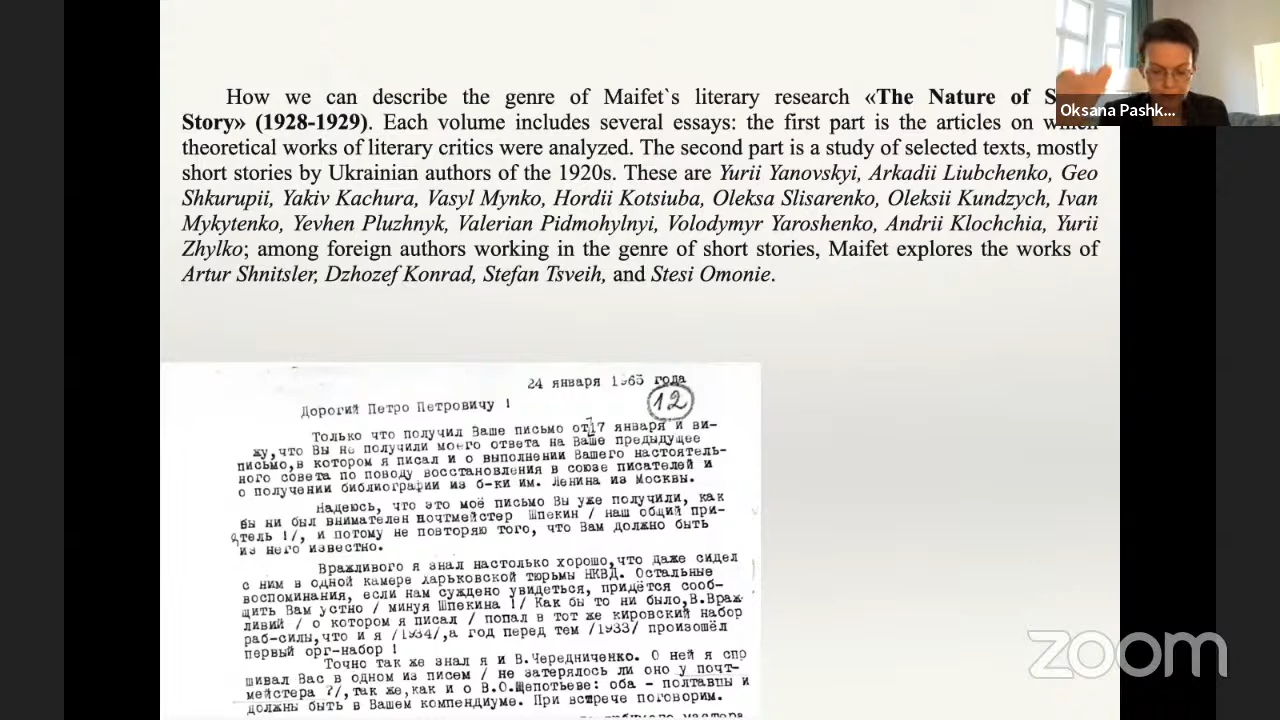 How we can describe the genre of Maifet`s literary research «The Nature of S
Story» (1928-1929). Each volume includes several essays: the first part is the articles on which
theoretical works of literary critics were analyzed. The second part is a study of selected texts, mostly
short stories by Ukrainian authors of the 1920s. These are Yurii Yanovskyi, Arkadii Liubchenko, Geo
Shkurupii, Yakiv Kachura, Vasyl Mynko, Hordii Kotsiuba, Oleksa Slisarenko, Oleksii Kundzych, Ivan
Mykytenko, Yevhen Pluzhnyk, Valerian Pidmohylnyi, Volodymyr Yaroshenko, Andrii Klochchia, Yurii
Zhylko; among foreign authors working in the genre of short stories, Maifet explores the works of
Artur Shnitsler, Dzhozef Konrad, Stefan Tsveih, and Stesi Omonie.
Oksana Pashk...
24 января 1965 года
12
Дорогий Петро Петровичу !
Только что получил Ваше письмо от 17 января и ви-
жу,что Вы не получили моего ответа на Ваше предыдущее
письмо,в котором я писал и о выполнении Вашего настоятель-
ного совета по поводу восстановления в союзе писателей и
о получении библиографии из б-ки им. Ленина из Москвы.
Надеюсь, что это моё письмо Вы уже получили, как
бы ни был внимателен почтмейстер Шпекин / наш общий при-
ятель !/, и потому не повторяю того, что Вам должно быть
из него известно.
Вражливого я знал настолько хорошо,что даже сидел
с ним в одной камере харьковской тюрьмы НКВД. Остальные
воспоминания, если нам суждено увидеться, придётся сооб-
щить Вам устно / минуя Шпекина !/ Как бы то ни было,В.Враж-
ливий / о котором я писал / попал в тот же кировский набор
раб-силы,что и я /1934/,а год перед тем /1933/ произошёл
первый орг-набор !
Точно так же знал я и В.Чередниченко. О ней я спр
шивал Вас в одном из писем / не затерялось ли оно у почт-
мейстера ?/,так же,как и о В.О.Щепотьеве: оба - полтавцы и
должны быть в Вашем компендиуме. При встрече поговорим.
мастера
zoom